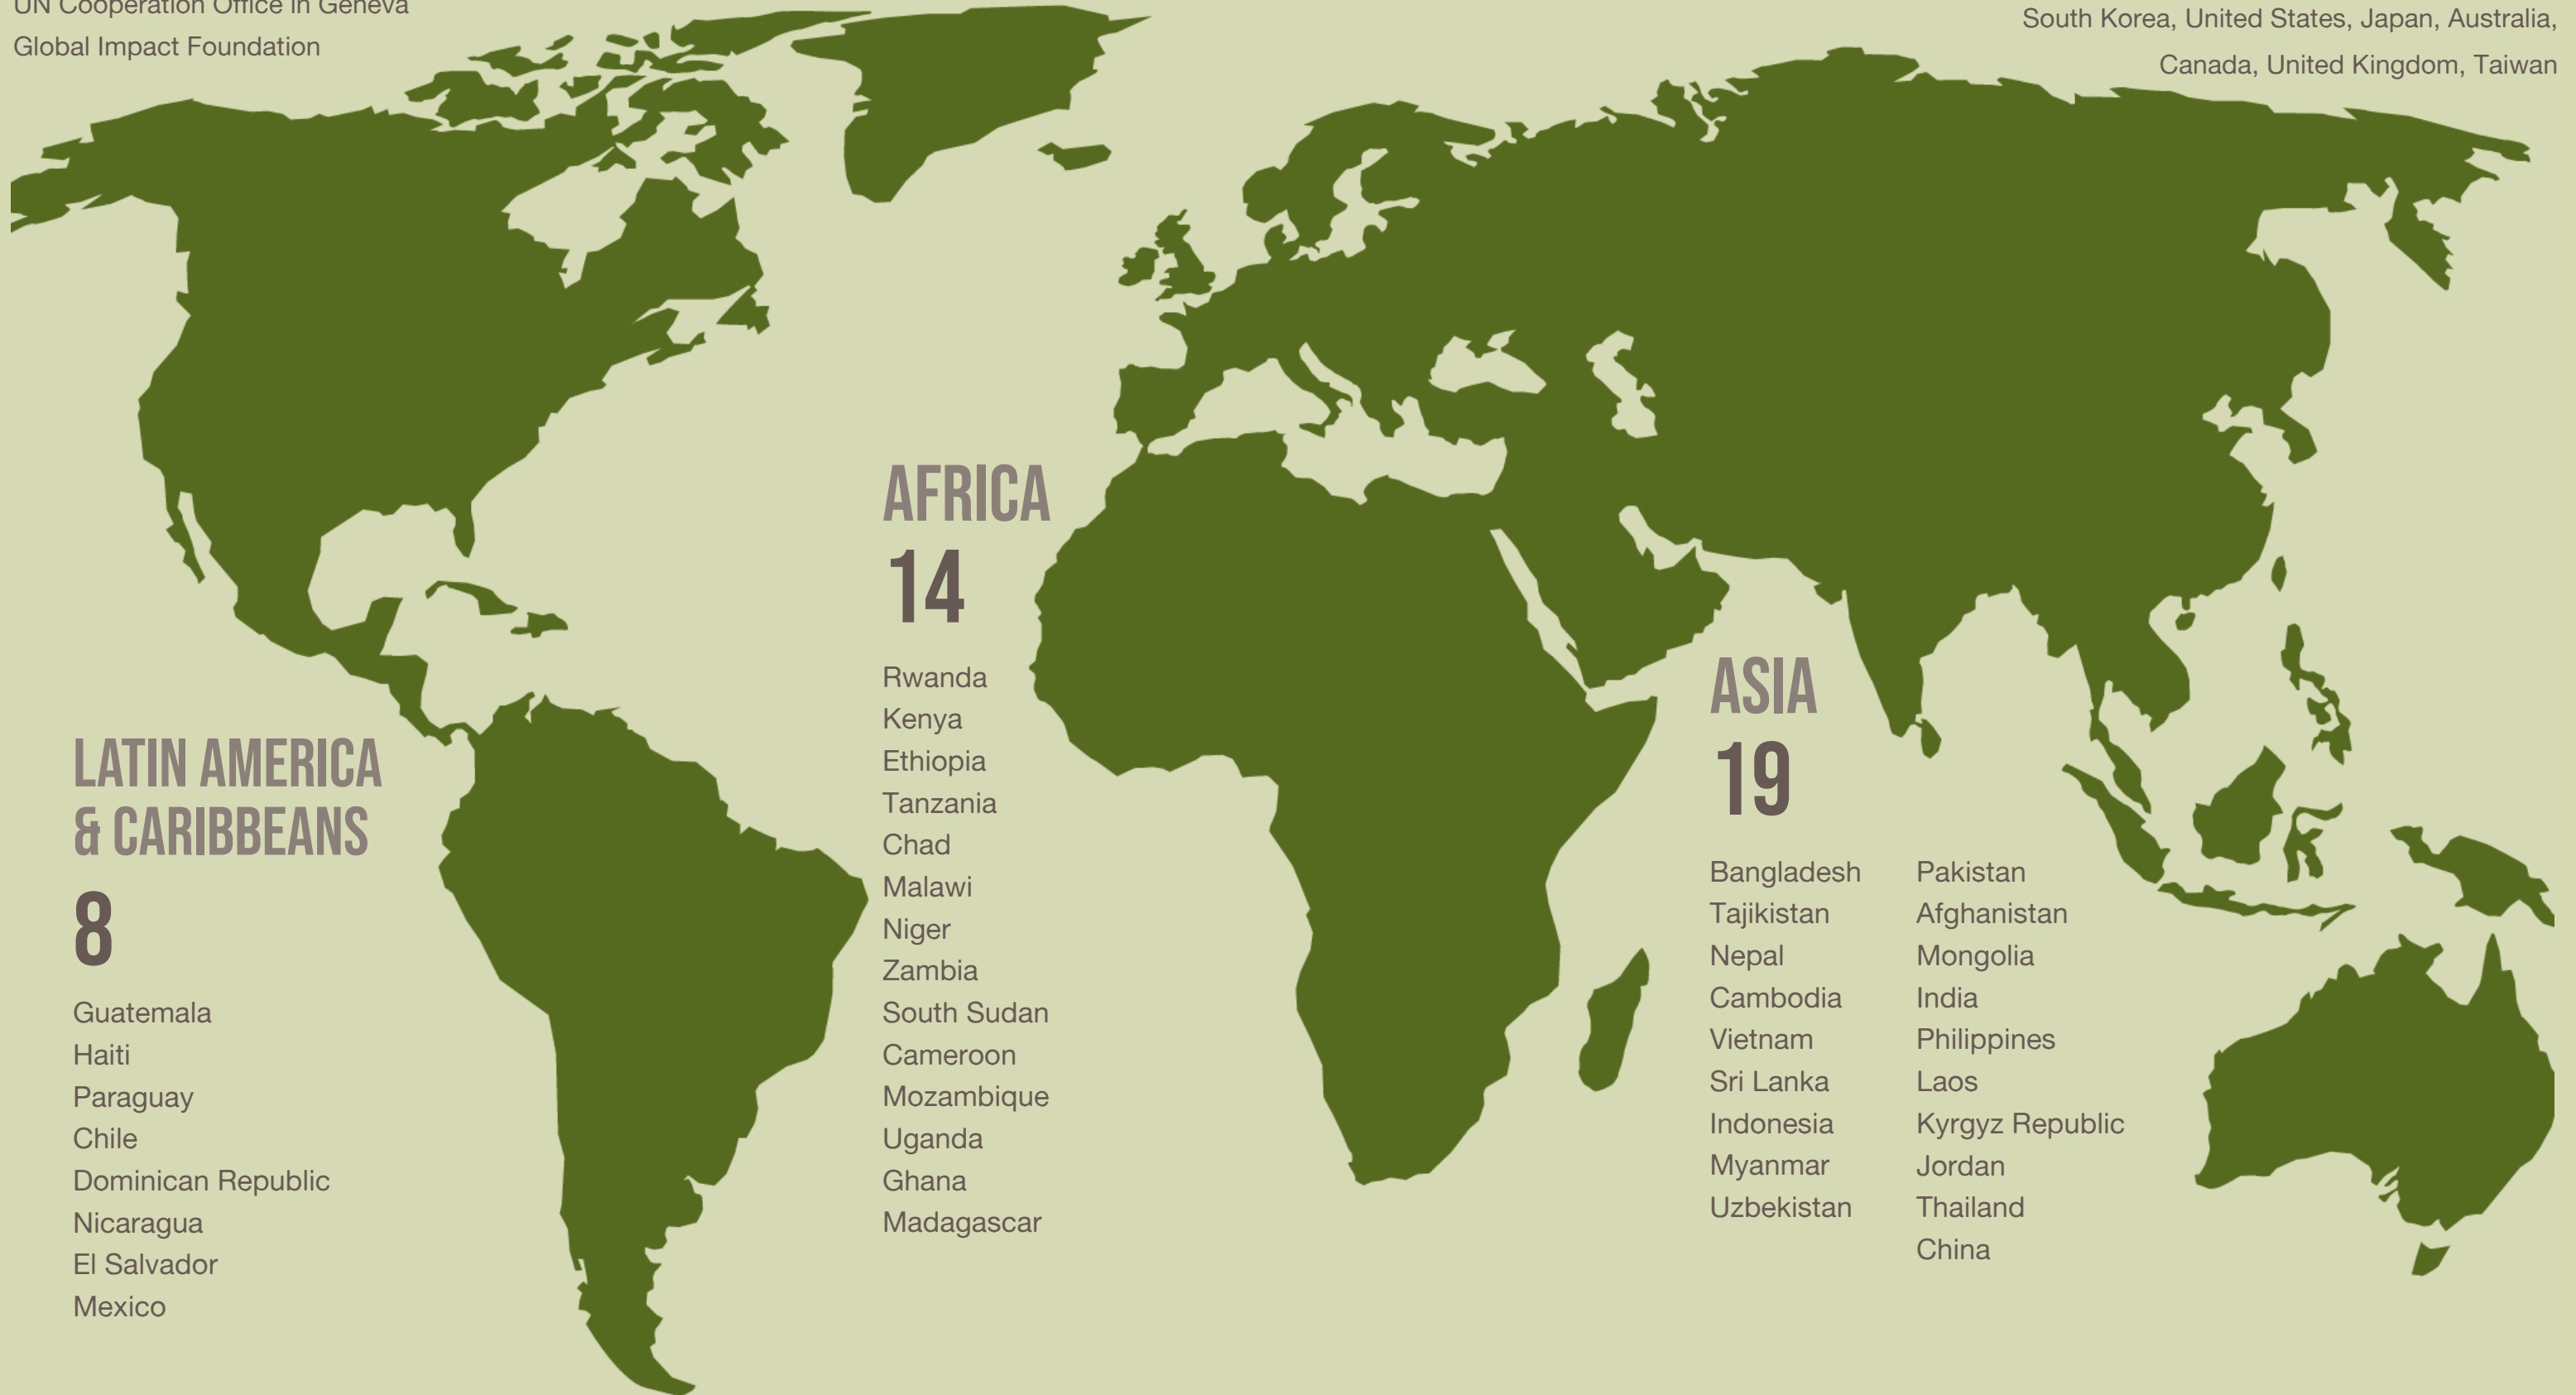 UN Cooperation Office in Geneva
Global Impact Foundation
South Korea, United States, Japan, Australia,
Canada, United Kingdom, Taiwan
LATIN AMERICA
& CARIBBEANS
8
Guatemala
Haiti
Paraguay
Chile
Dominican Republic
Nicaragua
El Salvador
Mexico
AFRICA
14
Rwanda
Kenya
Ethiopia
Tanzania
Chad
Malawi
Niger
Zambia
South Sudan
Cameroon
Mozambique
Uganda
Ghana
Madagascar
ASIA
19
Bangladesh
Tajikistan
Nepal
Cambodia
Vietnam
Sri Lanka
Indonesia
Myanmar
Uzbekistan
Pakistan
Afghanistan
Mongolia
India
Philippines
Laos
Kyrgyz Republic
Jordan
Thailand
China